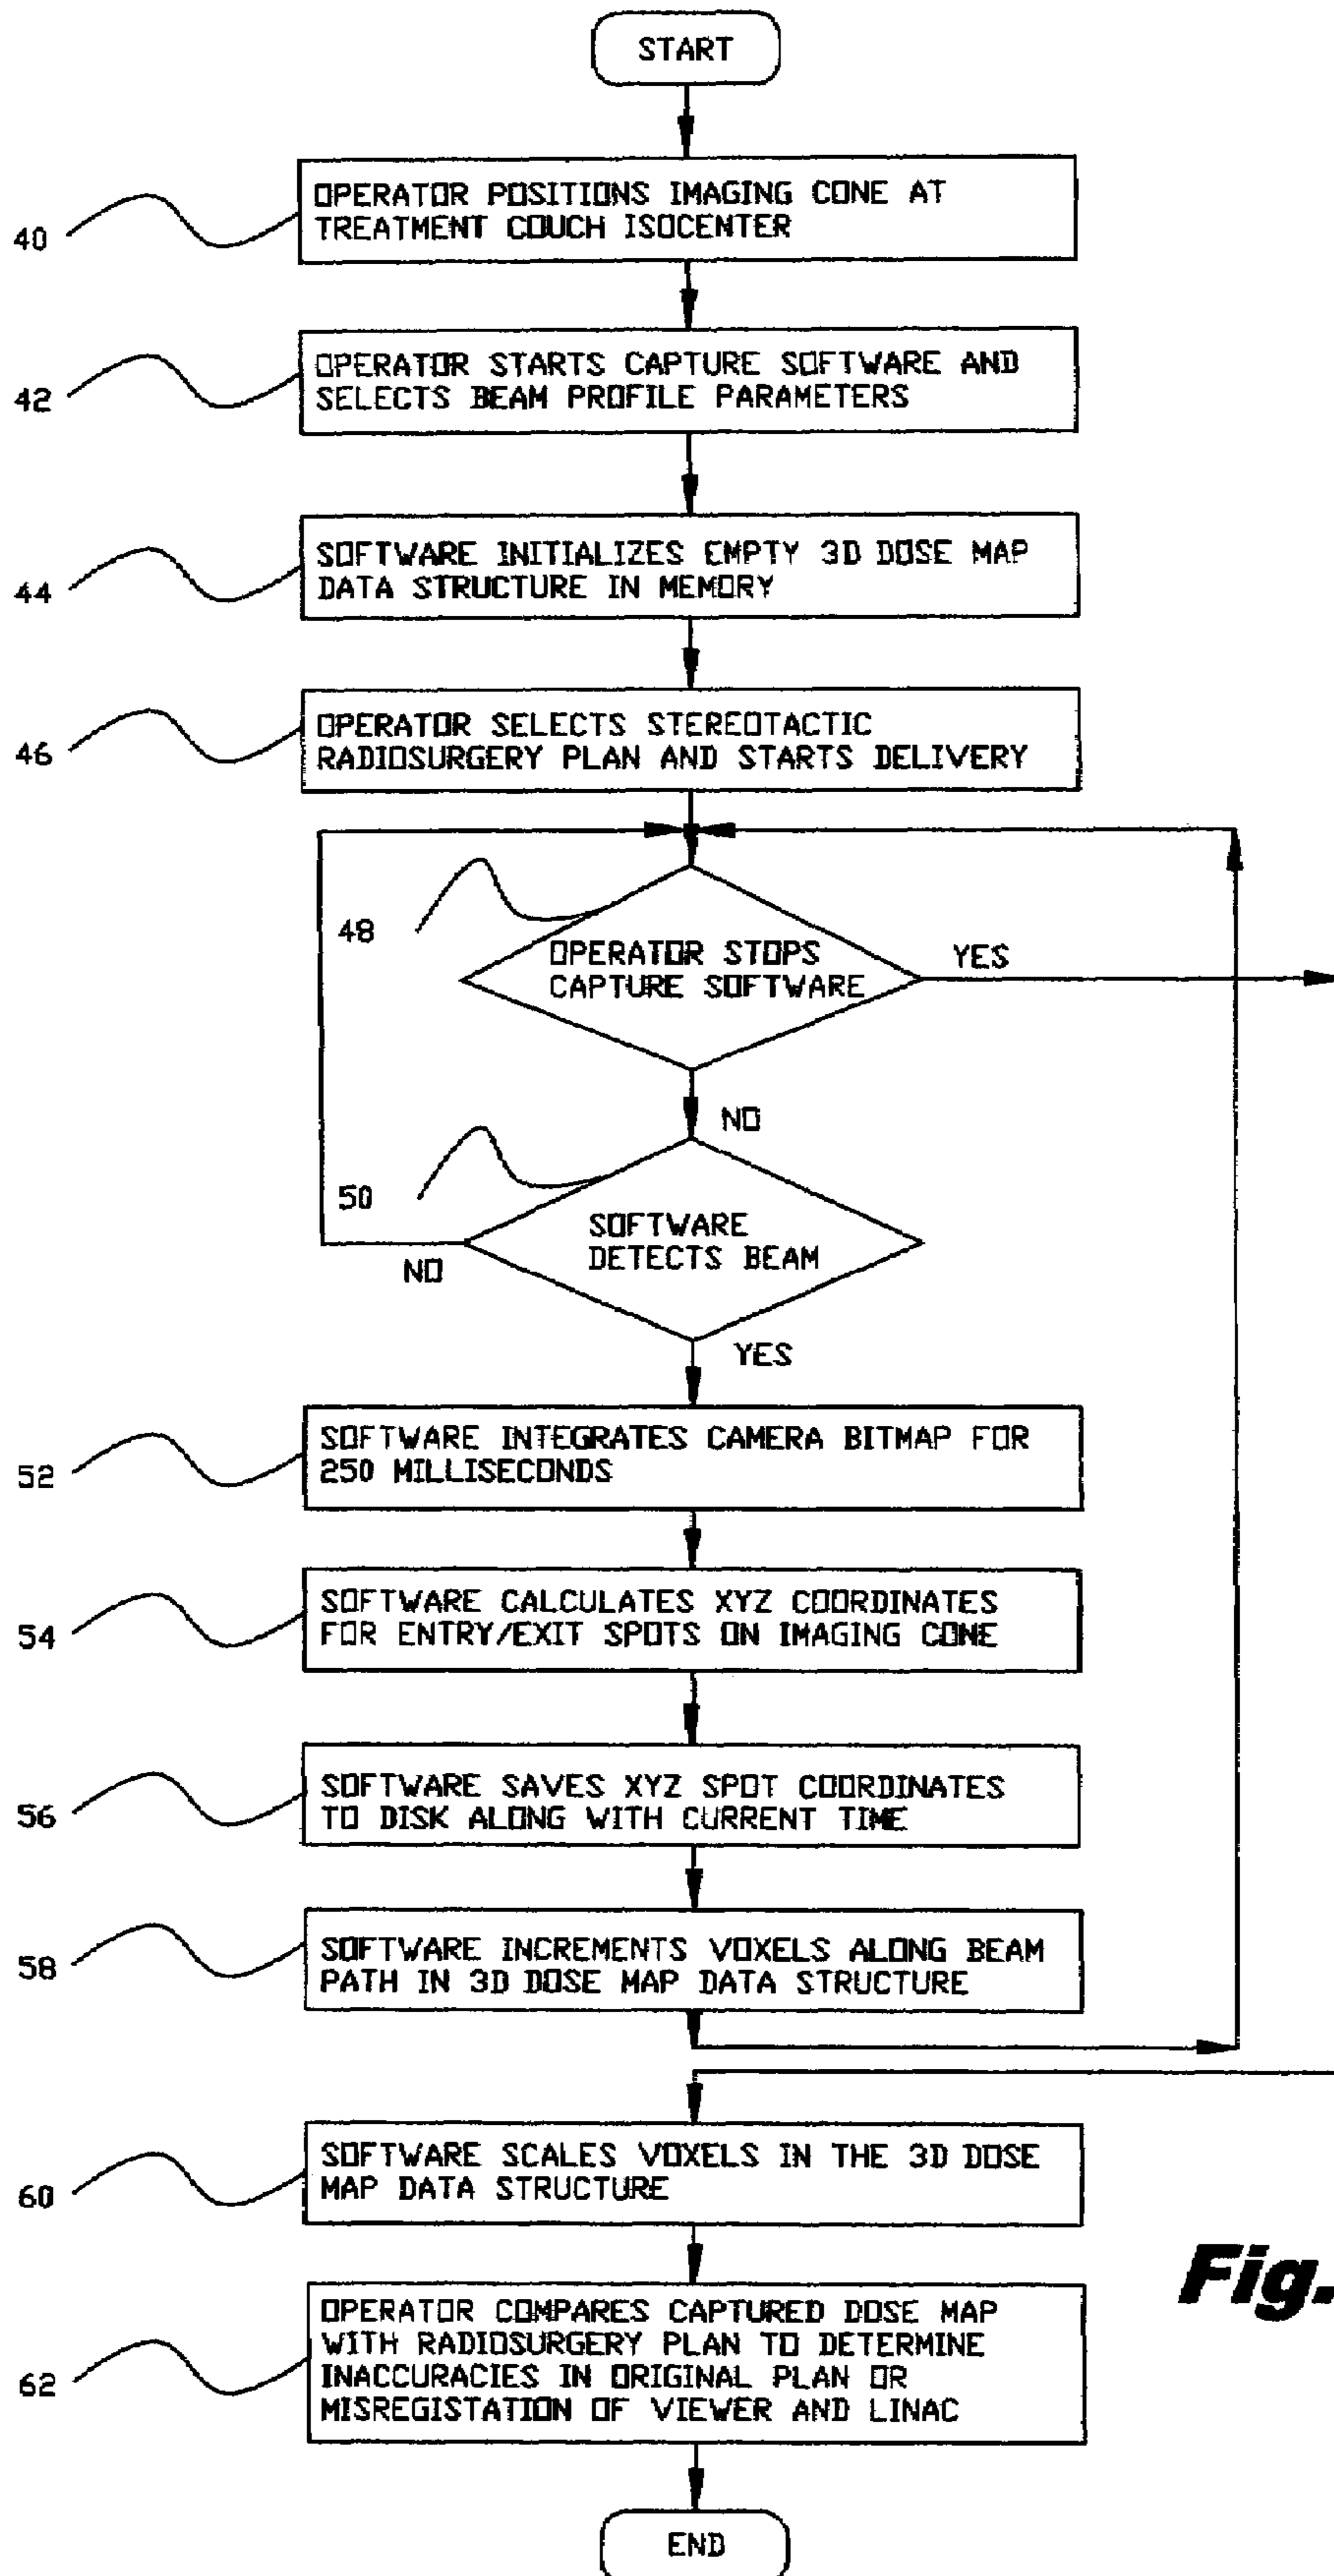 START
OPERATOR POSITIONS IMAGING CONE AT
TREATMENT COUCH ISOCENTER
40
OPERATOR STARTS CAPTURE SOFTWARE AND
SELECTS BEAM PROFILE PARAMETERS
42
SOFTWARE INITIALIZES EMPTY 3D DOSE MAP
DATA STRUCTURE IN MEMORY
44
OPERATOR SELECTS STEREOTACTIC
RADIOSURGERY PLAN AND STARTS DELIVERY
46
48
OPERATOR STOPS
CAPTURE SOFTWARE
YES
NO
50
SOFTWARE
DETECTS BEAM
NO
YES
SOFTWARE INTEGRATES CAMERA BITMAP FOR
250 MILLISECONDS
52
SOFTWARE CALCULATES XYZ COORDINATES
FOR ENTRY/EXIT SPOTS ON IMAGING CONE
54
SOFTWARE SAVES XYZ SPOT COORDINATES
TO DISK ALONG WITH CURRENT TIME
56
SOFTWARE INCREMENTS VOXELS ALONG BEAM
PATH IN 3D DOSE MAP DATA STRUCTURE
58
SOFTWARE SCALES VOXELS IN THE 3D DOSE
MAP DATA STRUCTURE
60
Fig.
OPERATOR COMPARES CAPTURED DOSE MAP
WITH RADIOSURGERY PLAN TO DETERMINE
INACCURACIES IN ORIGINAL PLAN OR
MISREGISTATION OF VIEWER AND LINAC
62
END